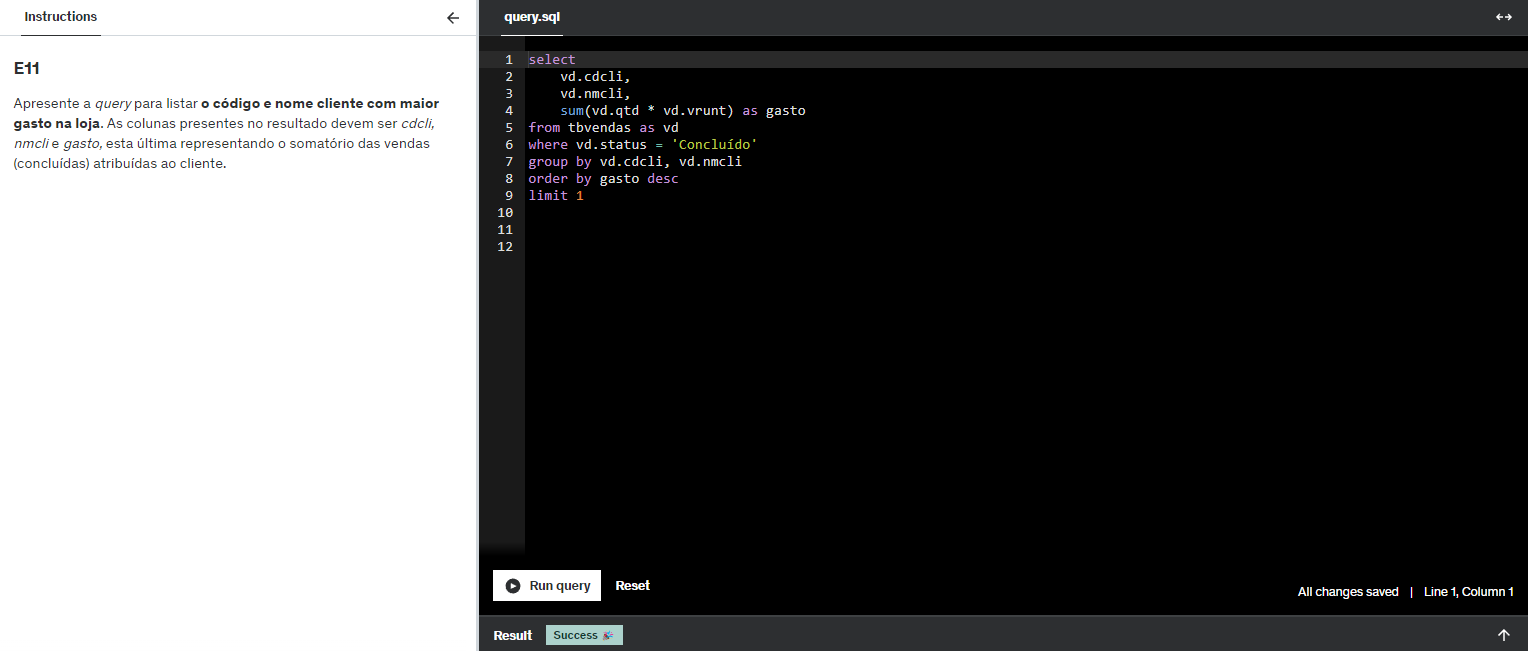 Instructions
E11
Apresente a query para listar o código e nome cliente com maior
gasto na loja. As colunas presentes no resultado devem ser cdcli,
nmcli e gasto, esta última representando o somatório das vendas
(concluídas) atribuídas ao cliente.
query.sql
1 select
2 vd.cdcli,
3 vd.nmcli,
4 sum(vd.qtd * vd.vrunt) as gasto
5 from tbvendas as vd
6 where vd.status = 'Concluído'
7 group by vd.cdcli, vd.nmcli
8 order by gasto desc
9 limit 1
10
11
12
Run query Reset
All changes saved | Line 1, Column 1
Result Success 🎉